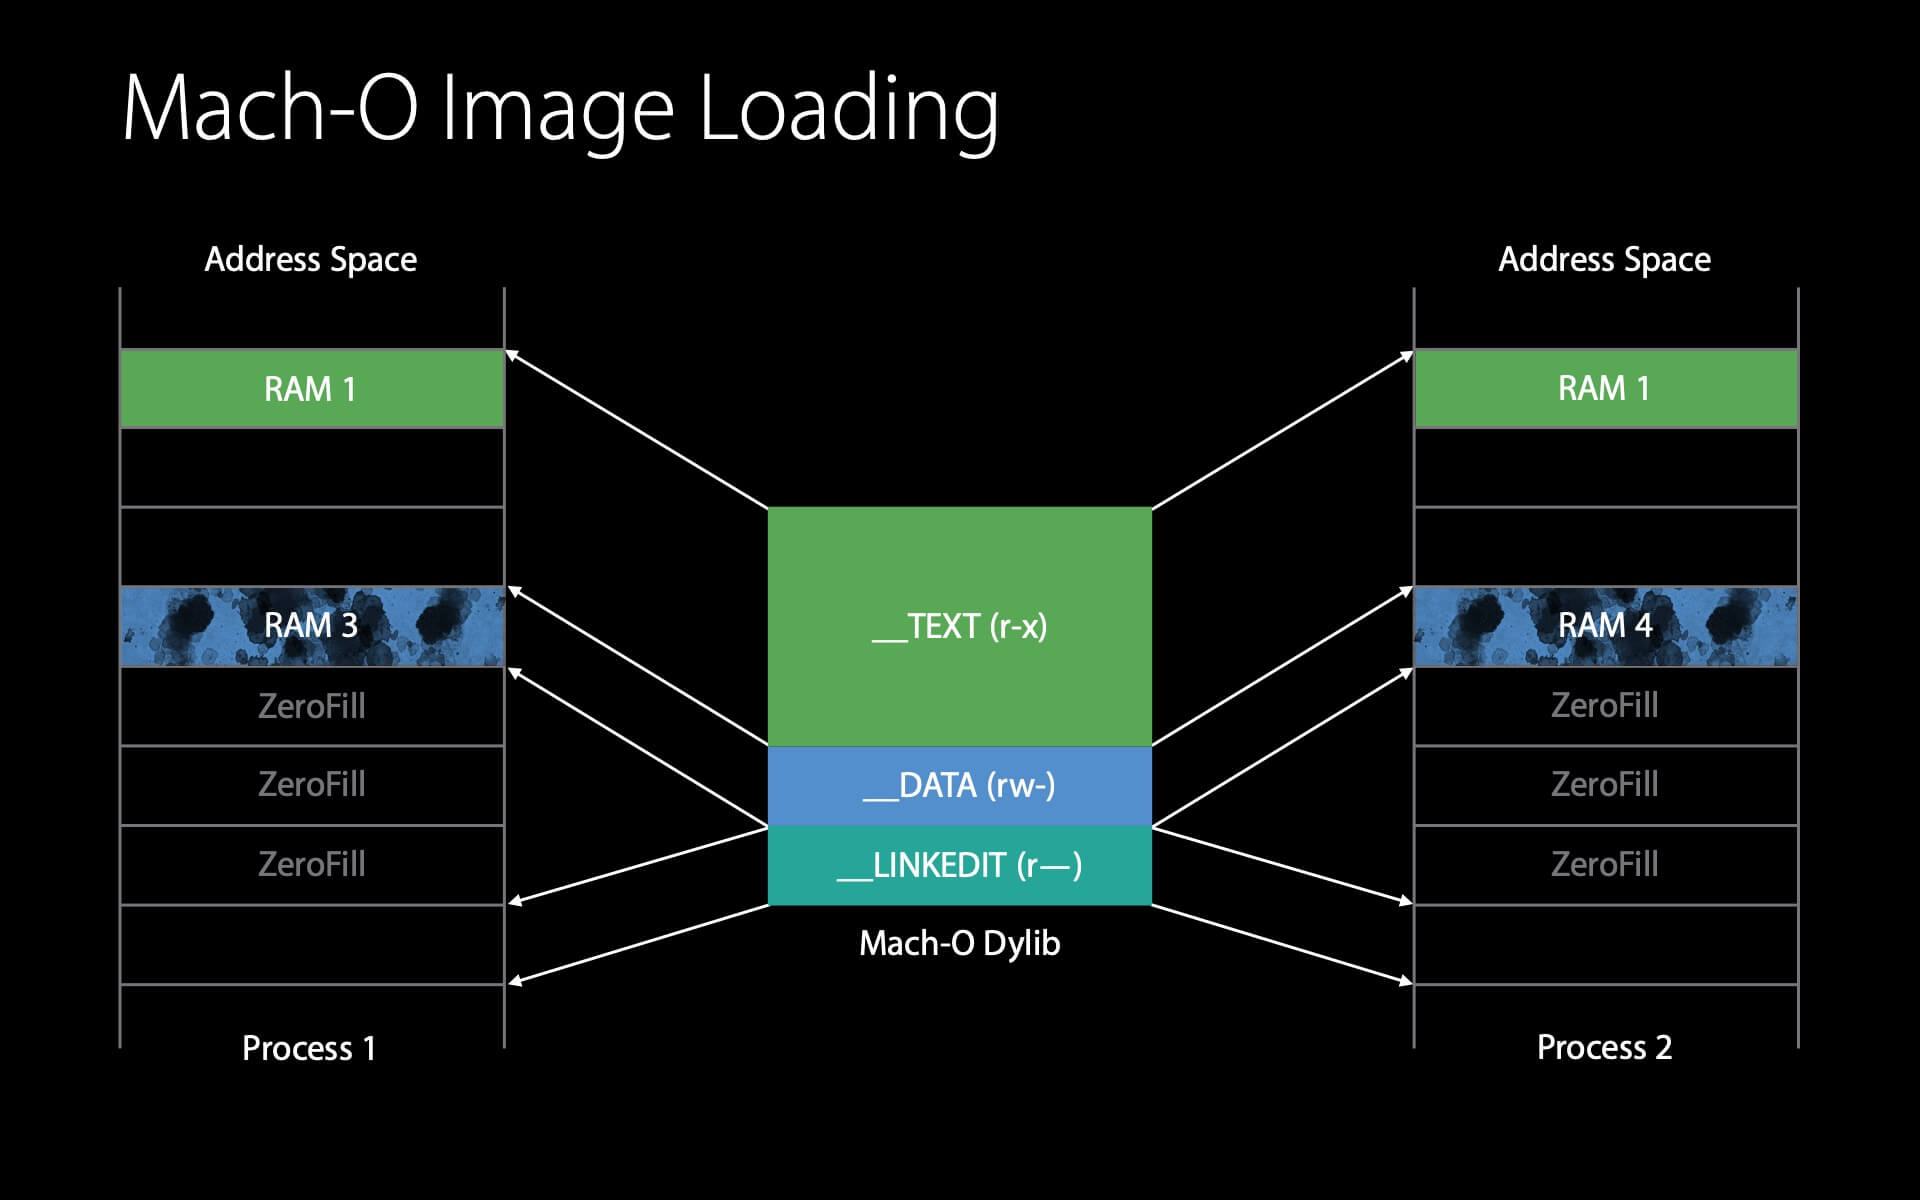 Mach-O Image Loading
Address Space
Address Space
RAM 1
RAM 1
__TEXT (r-x)
RAM 3
RAM 4
ZeroFill
ZeroFill
ZeroFill
__DATA (rw-)
ZeroFill
ZeroFill
__LINKEDIT (r—)
ZeroFill
Mach-O Dylib
Process 1
Process 2